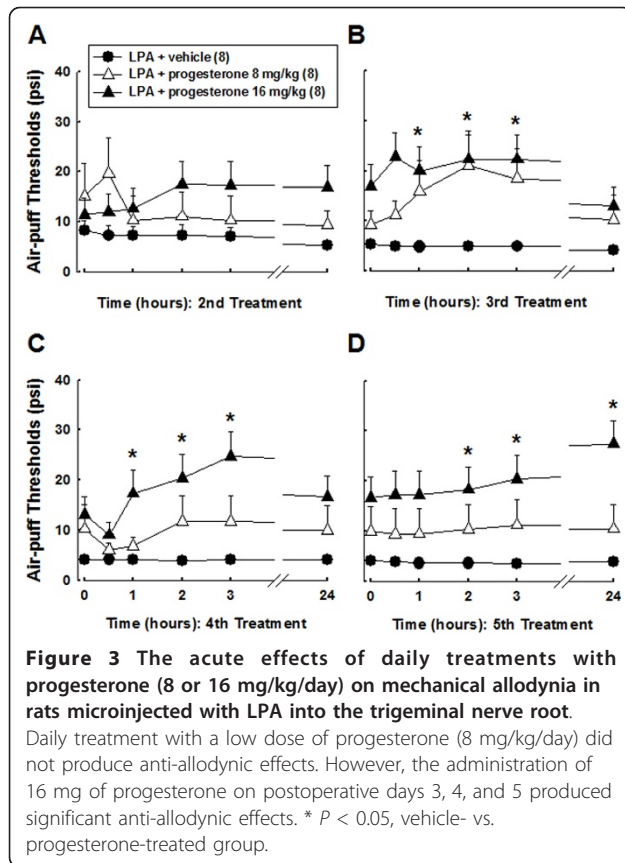 A
B
LPA + vehicle (8)
LPA + progesterone 8 mg/kg (8)
LPA + progesterone 16 mg/kg (8)
Air-puff Thresholds (psi)
40
30
20
10
0
* * *
Time (hours): 2nd Treatment
Time (hours): 3rd Treatment
C
D
Air-puff Thresholds (psi)
40
30
20
10
0
* * *
* * *
0 1 2 3 24
0 1 2 3 24
Time (hours): 4th Treatment
Time (hours): 5th Treatment
Figure 3 The acute effects of daily treatments with
progesterone (8 or 16 mg/kg/day) on mechanical allodynia in
rats microinjected with LPA into the trigeminal nerve root.
Daily treatment with a low dose of progesterone (8 mg/kg/day) did
not produce anti-allodynic effects. However, the administration of
16 mg of progesterone on postoperative days 3, 4, and 5 produced
significant anti-allodynic effects. * P < 0.05, vehicle- vs.
progesterone-treated group.